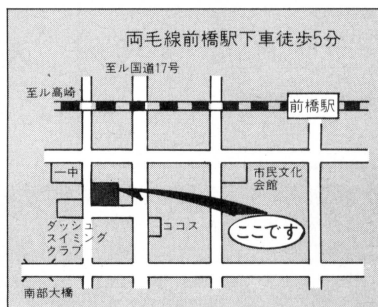 両毛線前橋駅下車徒歩5分
至ル国道17号
至ル高崎
前橋駅
一中
市民文化
会館
ダッシュ
スイミング
クラブ
ココス
ここです
南部大橋